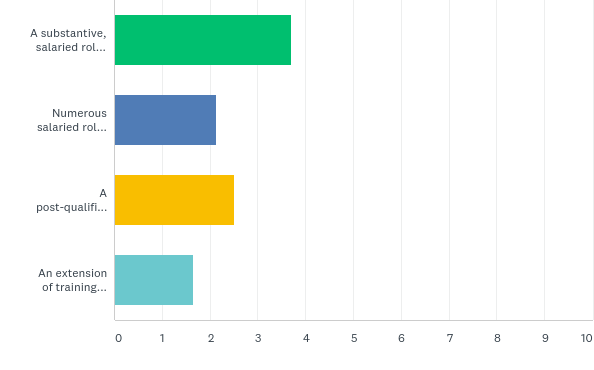 A substantive,
salaried rol...
Numerous
salaried rol...
A
post-qualifi...
An extension
of training...
0 1 2 3 4 5 6 7 8 9 10